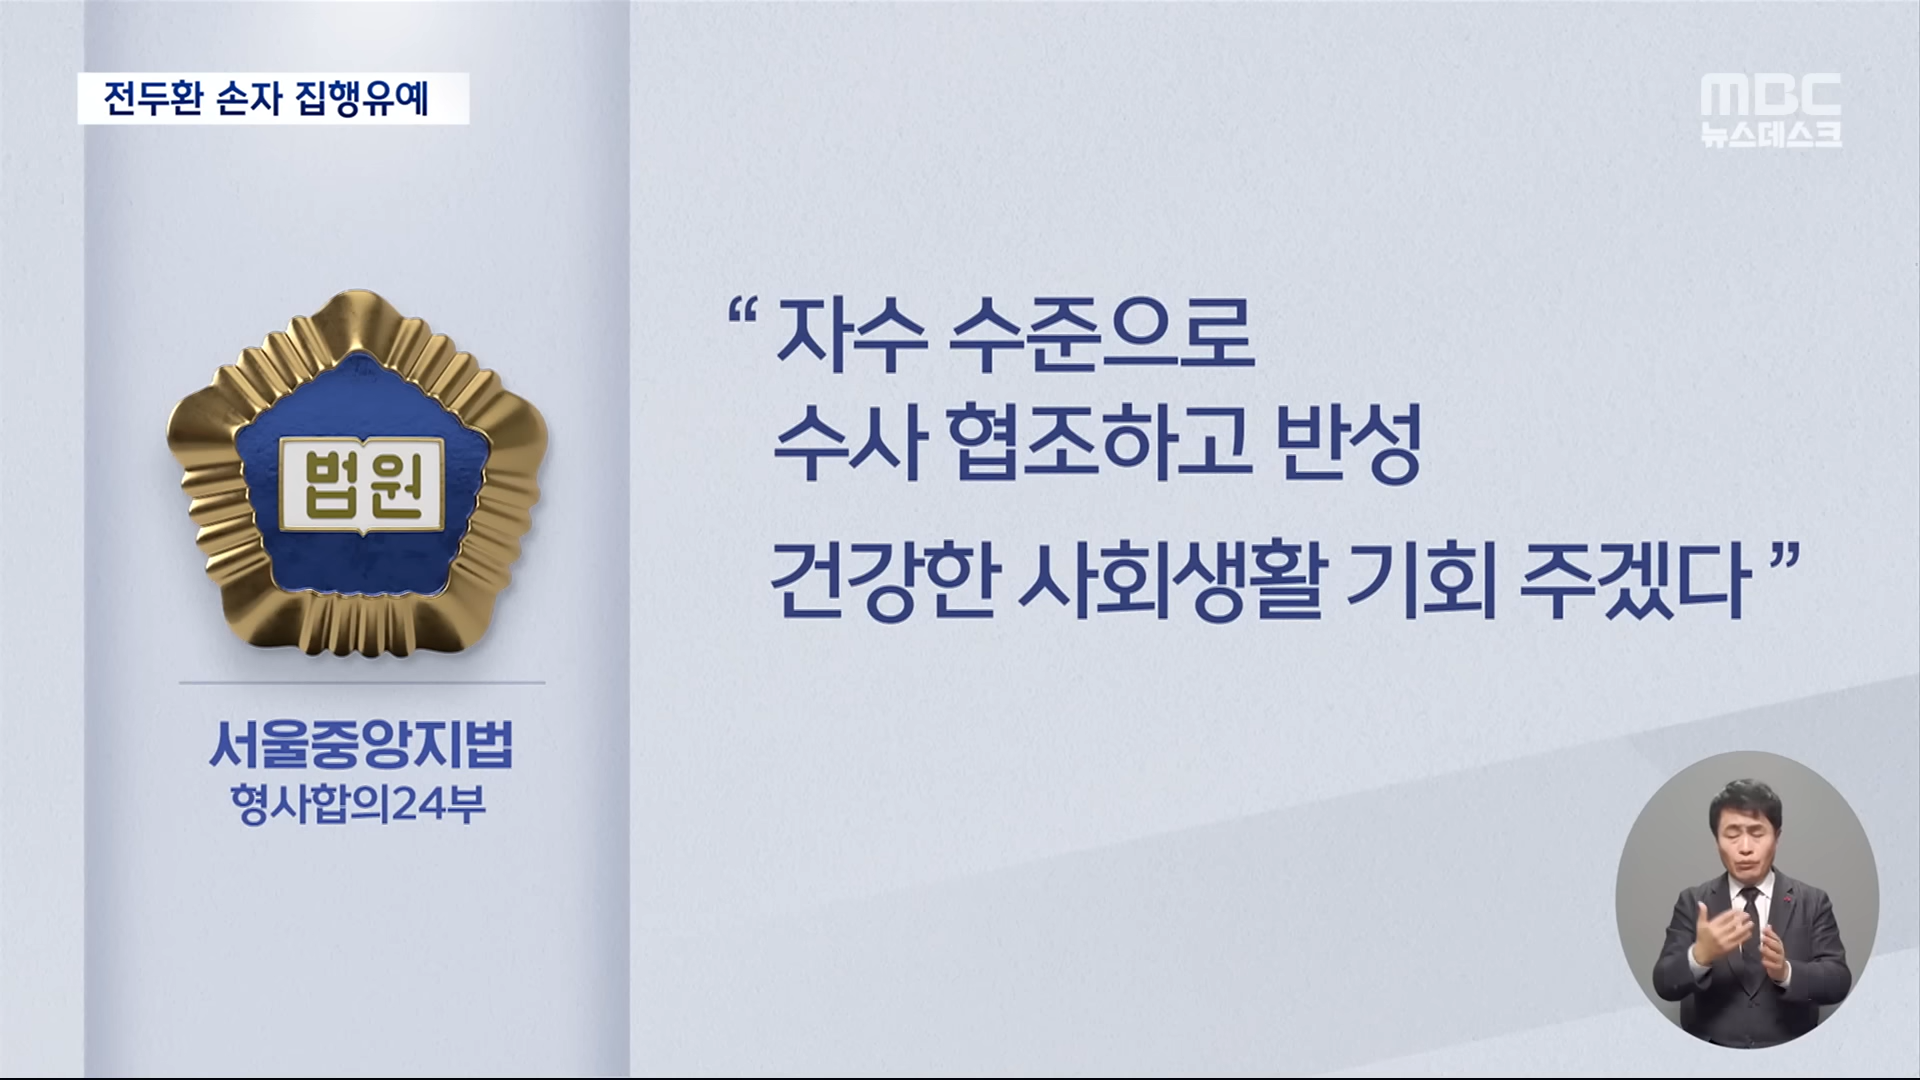 전두환 손자 집행유예
MBC
뉴스데스크
“ 자수 수준으로
수사 협조하고 반성
건강한 사회생활 기회 주겠다 ”
법원
서울중앙지법
형사합의24부